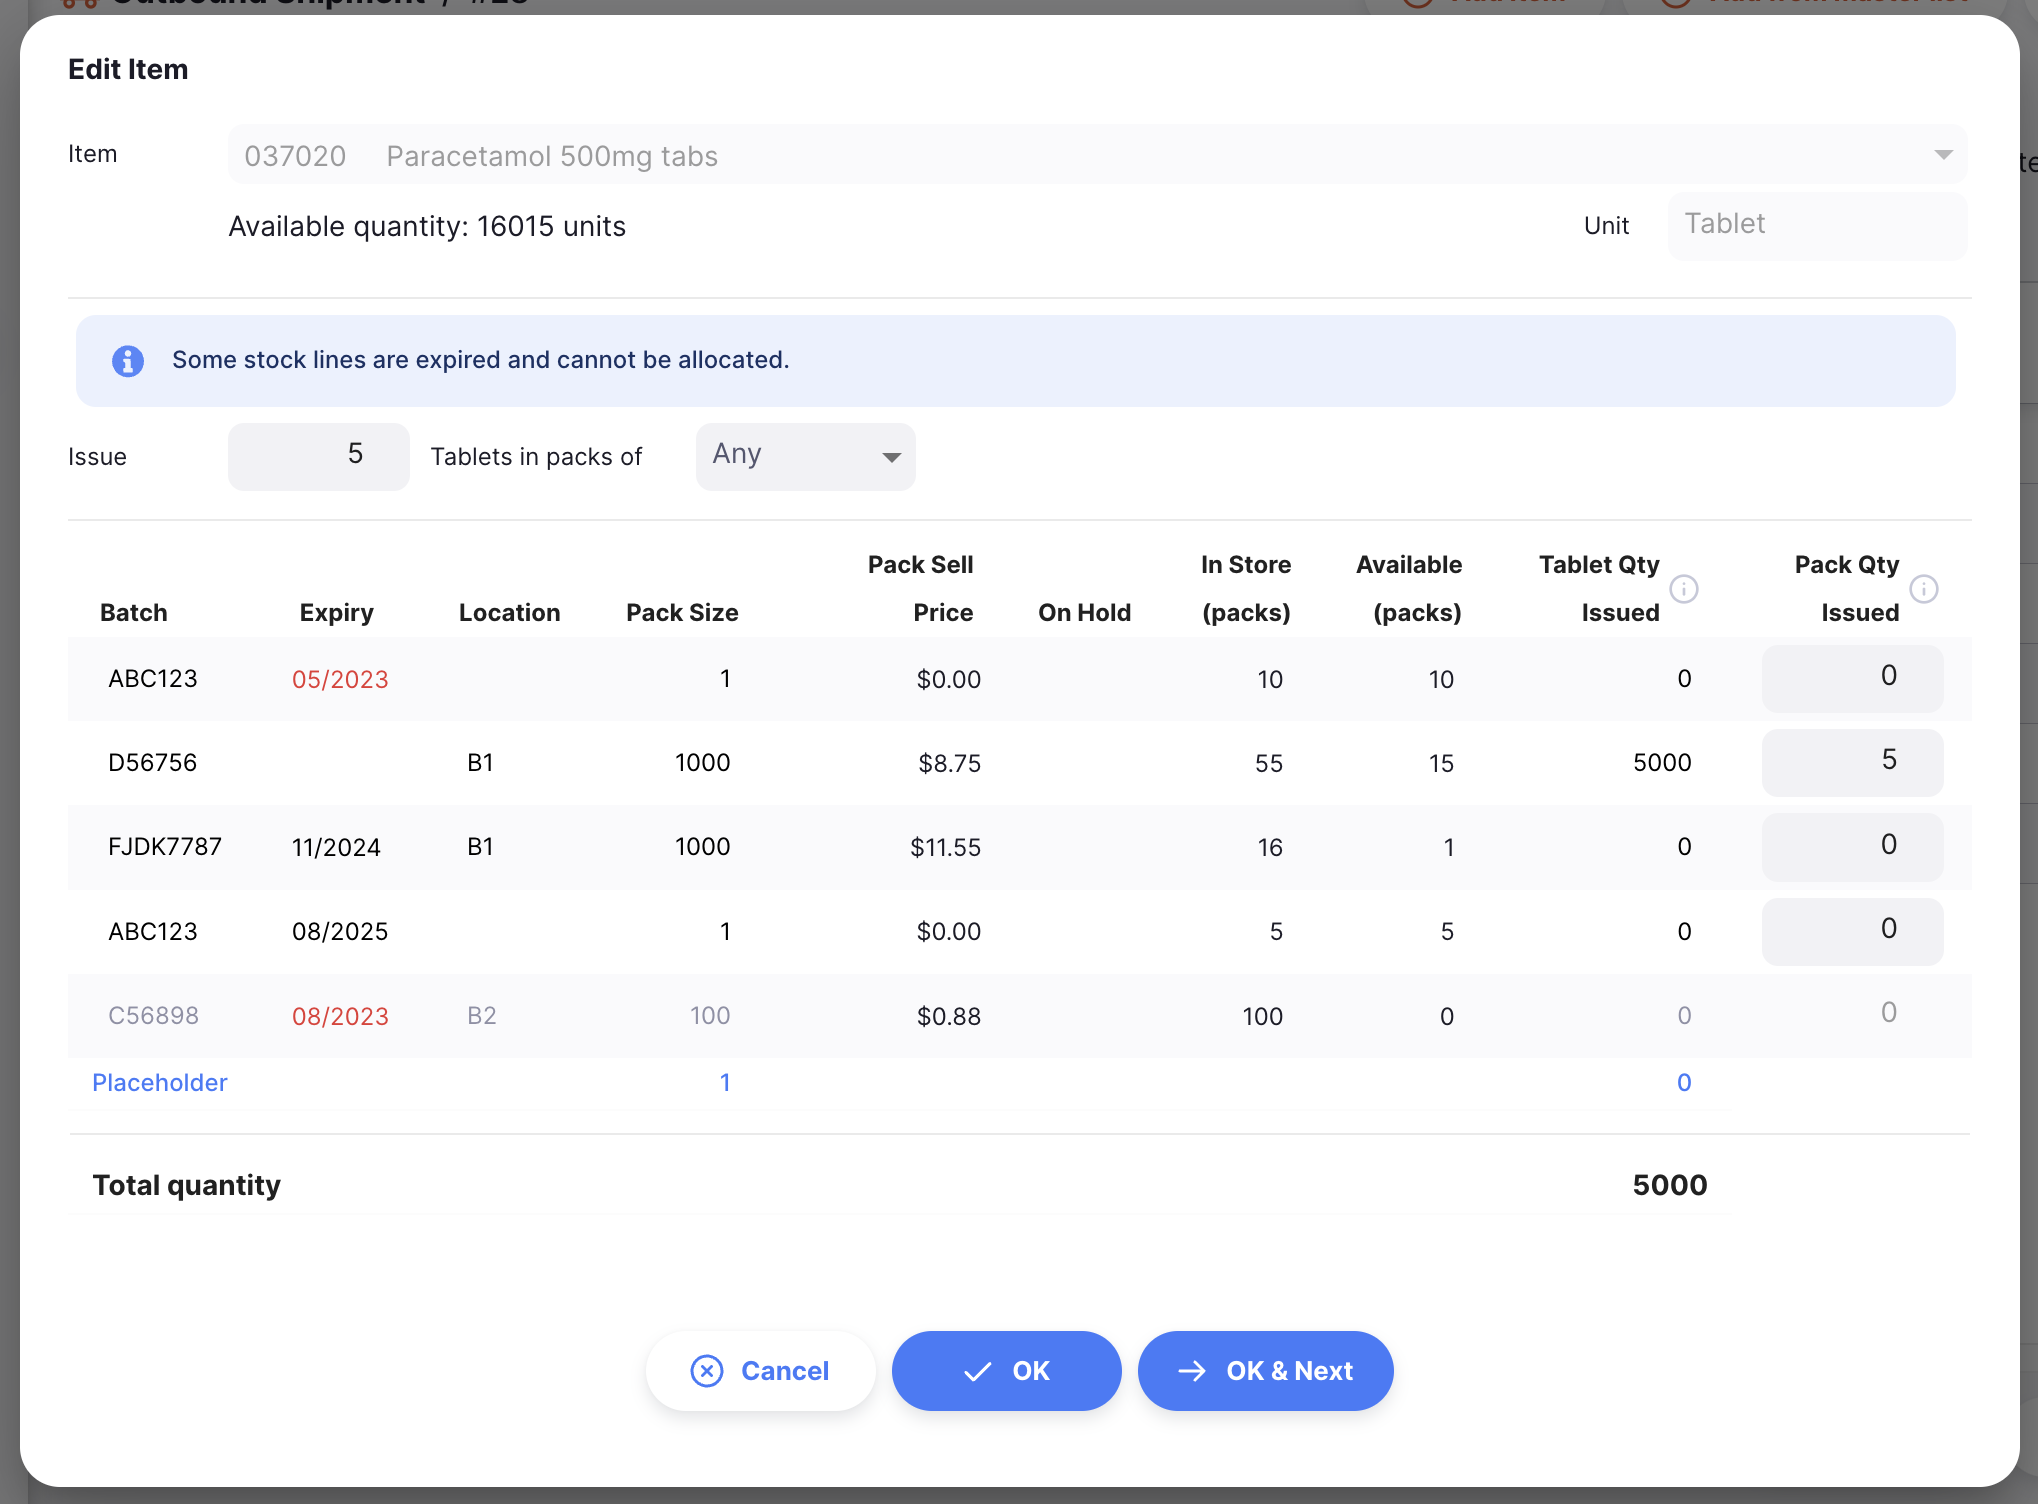 Edit Item
Item 037020 Paracetamol 500mg tabs
Available quantity: 16015 units Unit Tablet
Some stock lines are expired and cannot be allocated.
Issue 5 Tablets in packs of Any
Batch Expiry Location Pack Size Pack Sell Price On Hold In Store (packs) Available (packs) Tablet Qty Issued Pack Qty Issued
ABC123 05/2023 1 $0.00 10 10 0 0
D56756 B1 1000 $8.75 55 15 5000 5
FJDK7787 11/2024 B1 1000 $11.55 16 1 0 0
ABC123 08/2025 1 $0.00 5 5 0 0
C56898 08/2023 B2 100 $0.88 100 0 0 0
Placeholder 1 0
Total quantity 5000
Cancel OK OK & Next